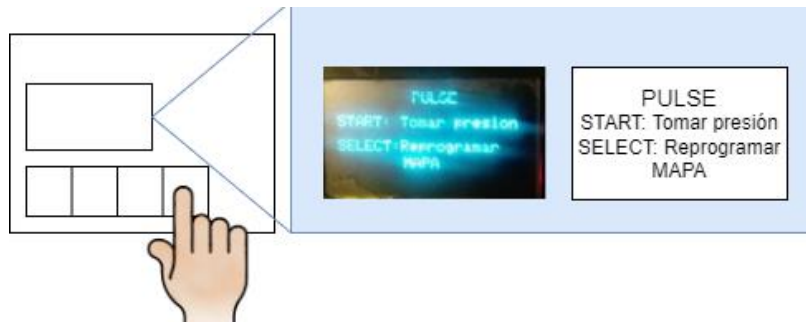 PULSE
START: Tomar presion
SELECT:Reprogramar
MAPA
PULSE
START: Tomar presión
SELECT: Reprogramar
MAPA